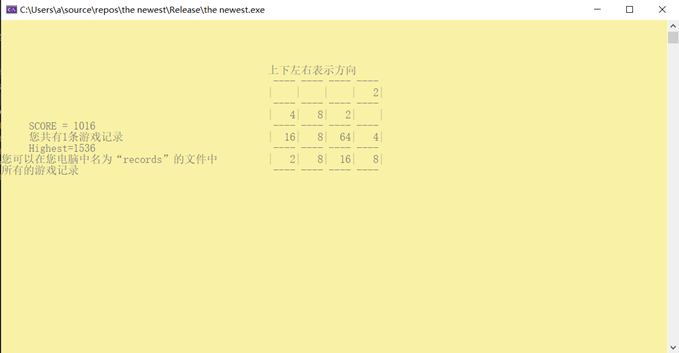 C:\Users\a\source\repos\the newest\Release\the newest.exe
上下左右表示方向
2
4 8 2
SCORE = 1016
您共有1条游戏记录
16 8 64 4
Highest=1536
您可以在您电脑中名为“records”的文件中
2 8 16 8
所有的游戏记录